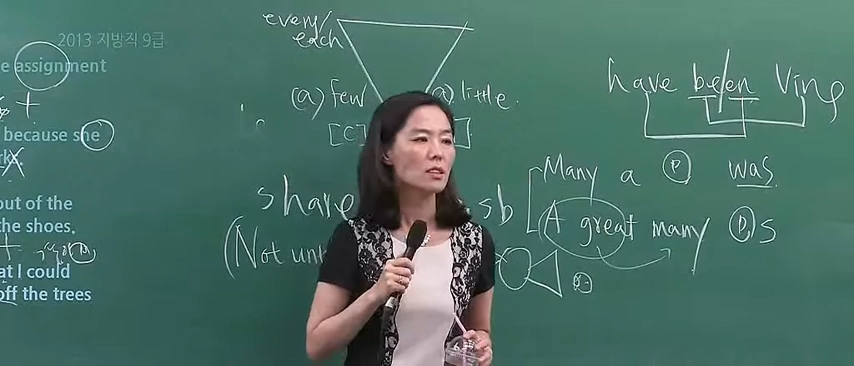 2013 지방직 9급
e assignment
because she
out of the
the shoes.
at I could
off the trees
every/
each
(a) few
(a) little.
[C]
have been Ving
share
sb
(Not unt
Many a ⓟ was
A great many ⓟs